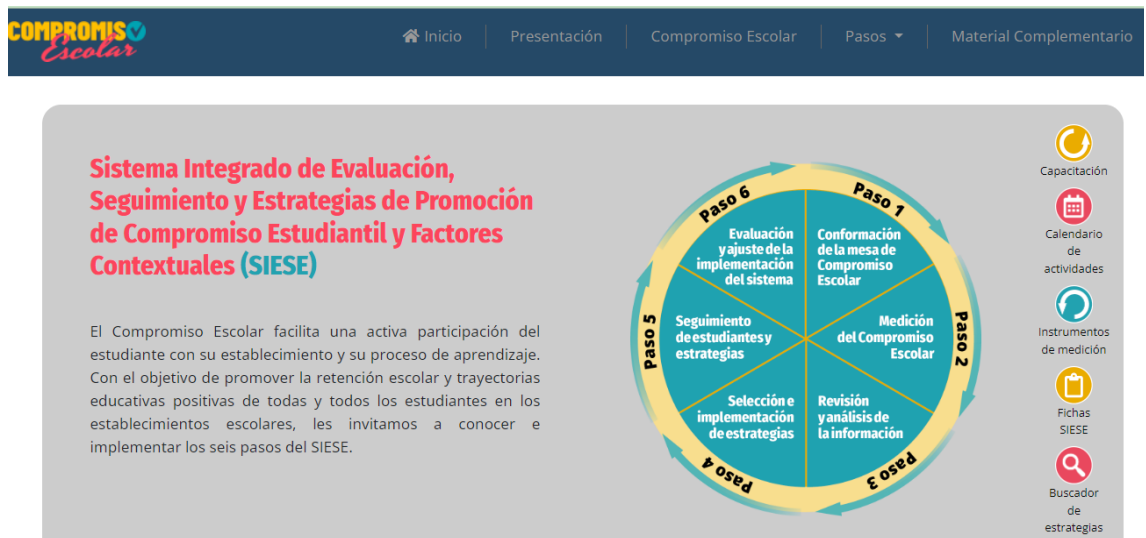 COMPROMISO
Escolar
Inicio
Presentación
Compromiso Escolar
Pasos
Material Complementario
Sistema Integrado de Evaluación,
Seguimiento y Estrategias de Promoción
de Compromiso Estudiantil y Factores
Contextuales (SIESE)
El Compromiso Escolar facilita una activa participación del
estudiante con su establecimiento y su proceso de aprendizaje.
Con el objetivo de promover la retención escolar y trayectorias
educativas positivas de todas y todos los estudiantes en los
establecimientos escolares, les invitamos a conocer e
implementar los seis pasos del SIESE.
Paso 1
Conformación
de la mesa de
Compromiso
Escolar
Paso 2
Medición
del Compromiso
Escolar
Paso 3
Revisión
y análisis de
la información
Paso 4
Selección e
implementación
de estrategias
Paso 5
Seguimiento
de estudiantes y
estrategias
Paso 6
Evaluación
y ajuste de la
implementación
del sistema
Capacitación
Calendario
de
actividades
Instrumentos
de medición
Fichas
SIESE
Buscador
de
estrategias